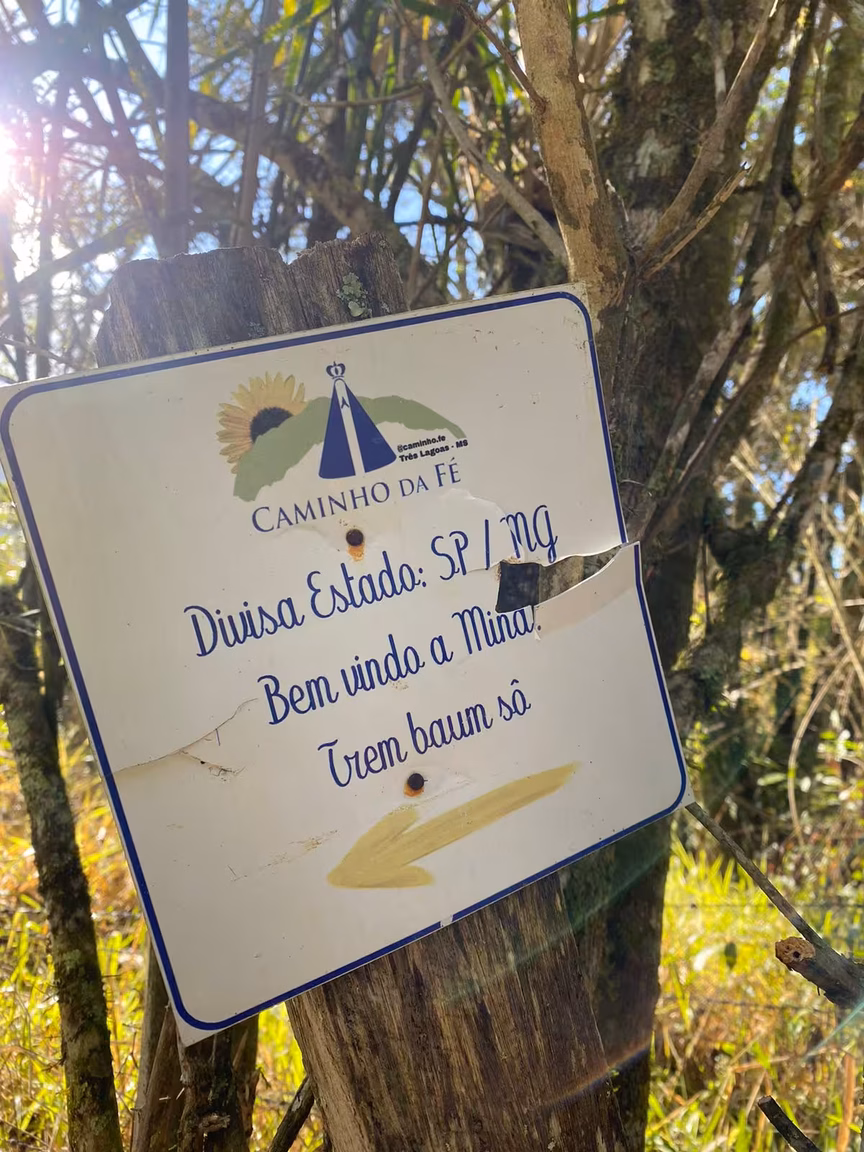 @caminho.fe
Três Lagoas - MS
CAMINHO DA FÉ
Divisa Estado: SP / MG
Bem vindo a Mina!
Trem baum sô